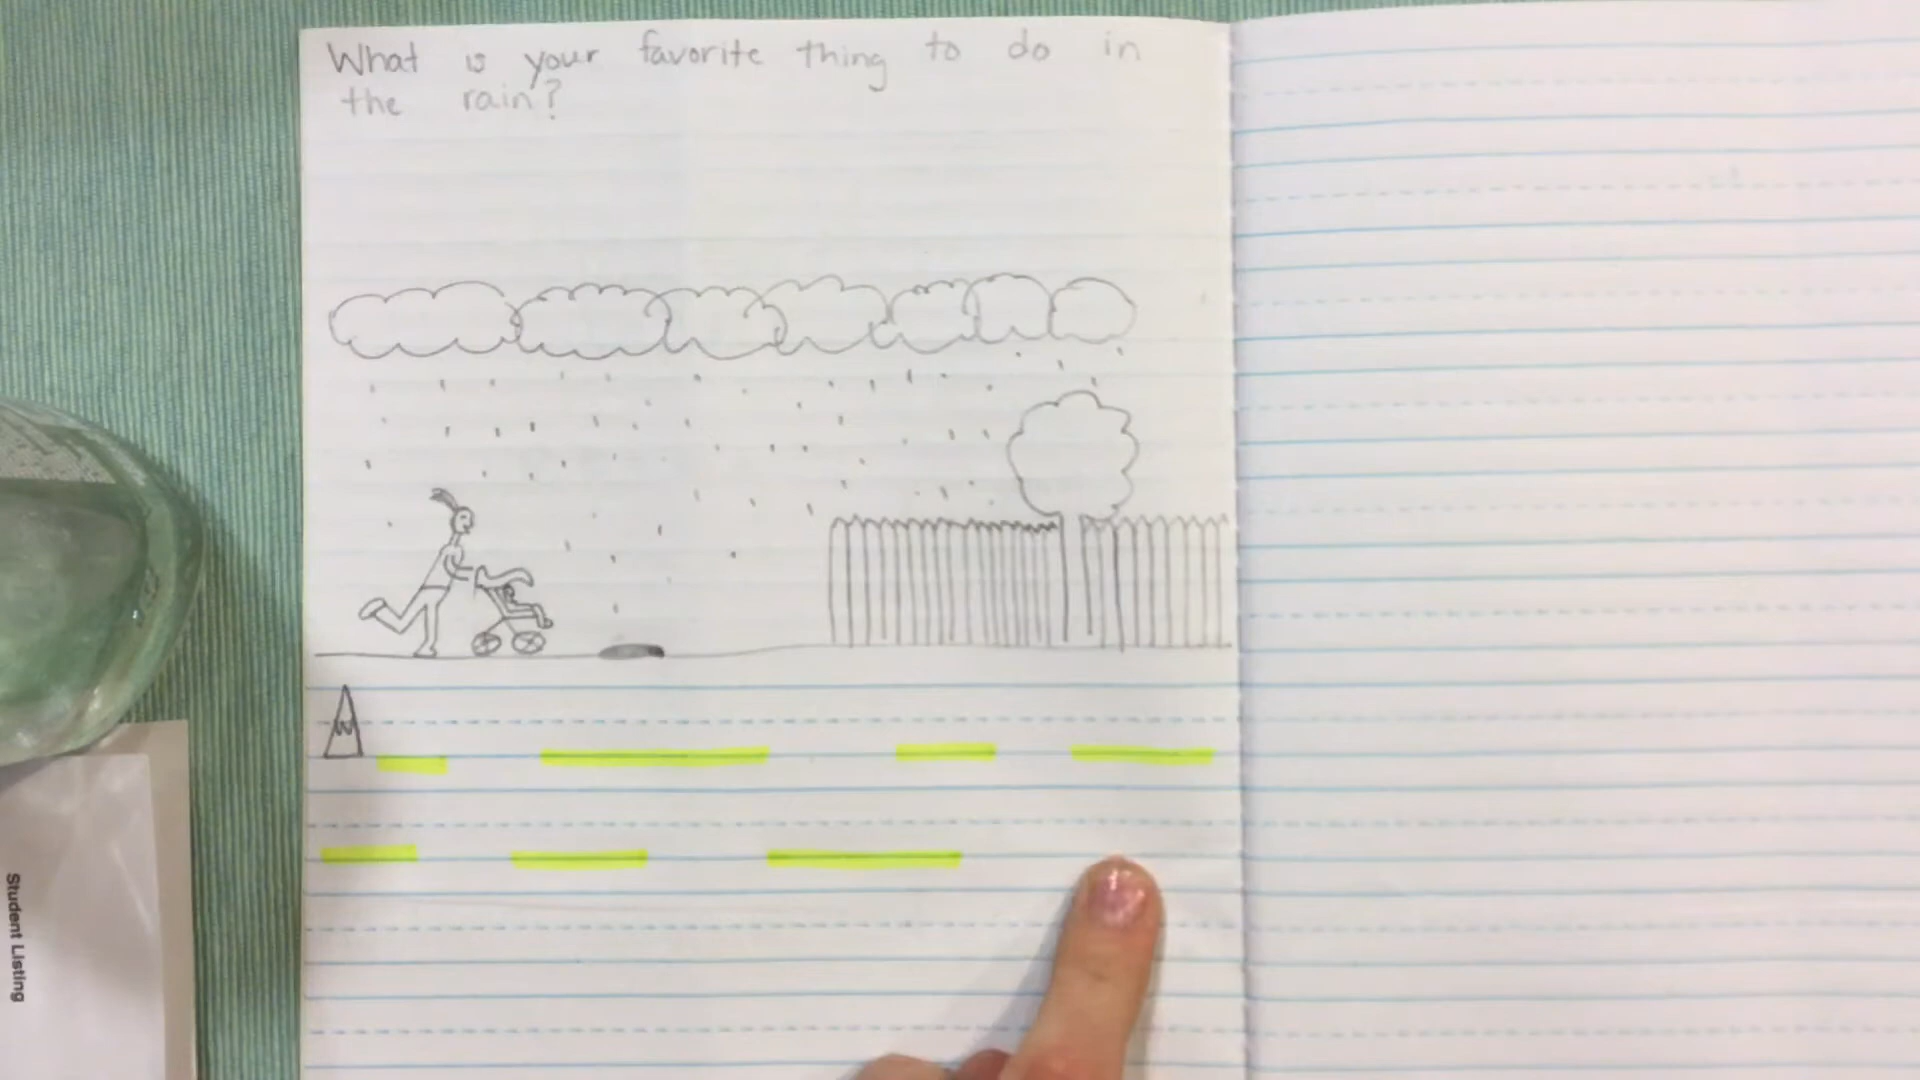 What is your favorite thing to do in
the rain?
Student Listing